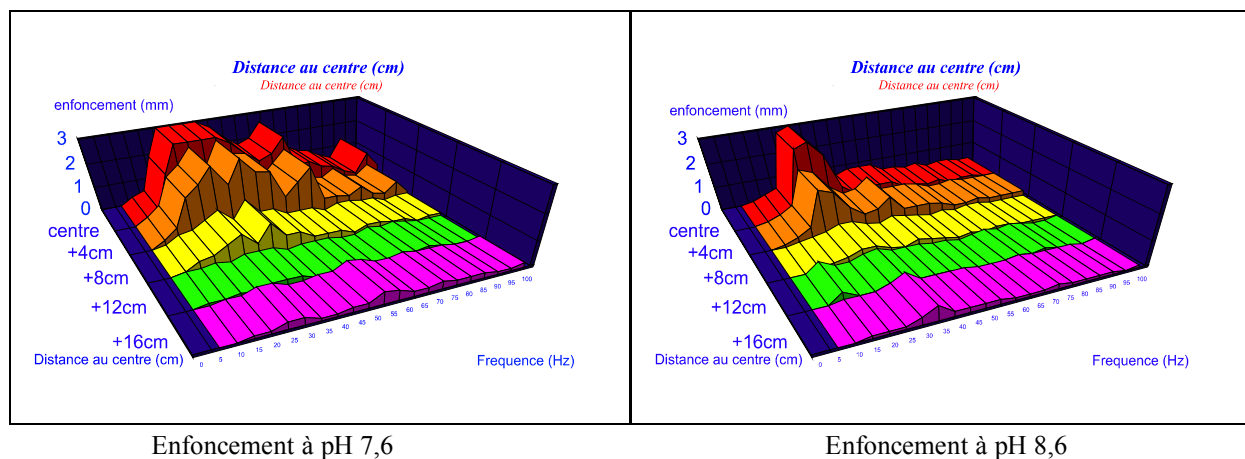 Distance au centre (cm)
Distance au centre (cm)
enfoncement (mm)
3
2
1
0
centre
+4cm
+8cm
+12cm
+16cm
Distance au centre (cm)
0 5 10 15 20 25 30 35 40 45 50 55 60 65 70 75 80 85 90 95 100
Frequence (Hz)
Enfoncement à pH 7,6
Distance au centre (cm)
Distance au centre (cm)
enfoncement (mm)
3
2
1
0
centre
+4cm
+8cm
+12cm
+16cm
Distance au centre (cm)
0 5 10 15 20 25 30 35 40 45 50 55 60 65 70 75 80 85 90 95 100
Frequence (Hz)
Enfoncement à pH 8,6